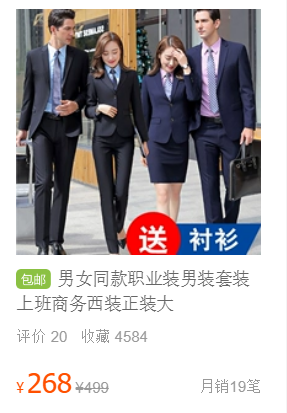 送 衬衫
包邮 男女同款职业装男装套装
上班商务西装正装大
评价 20 收藏 4584
¥268 ¥499 月销19笔